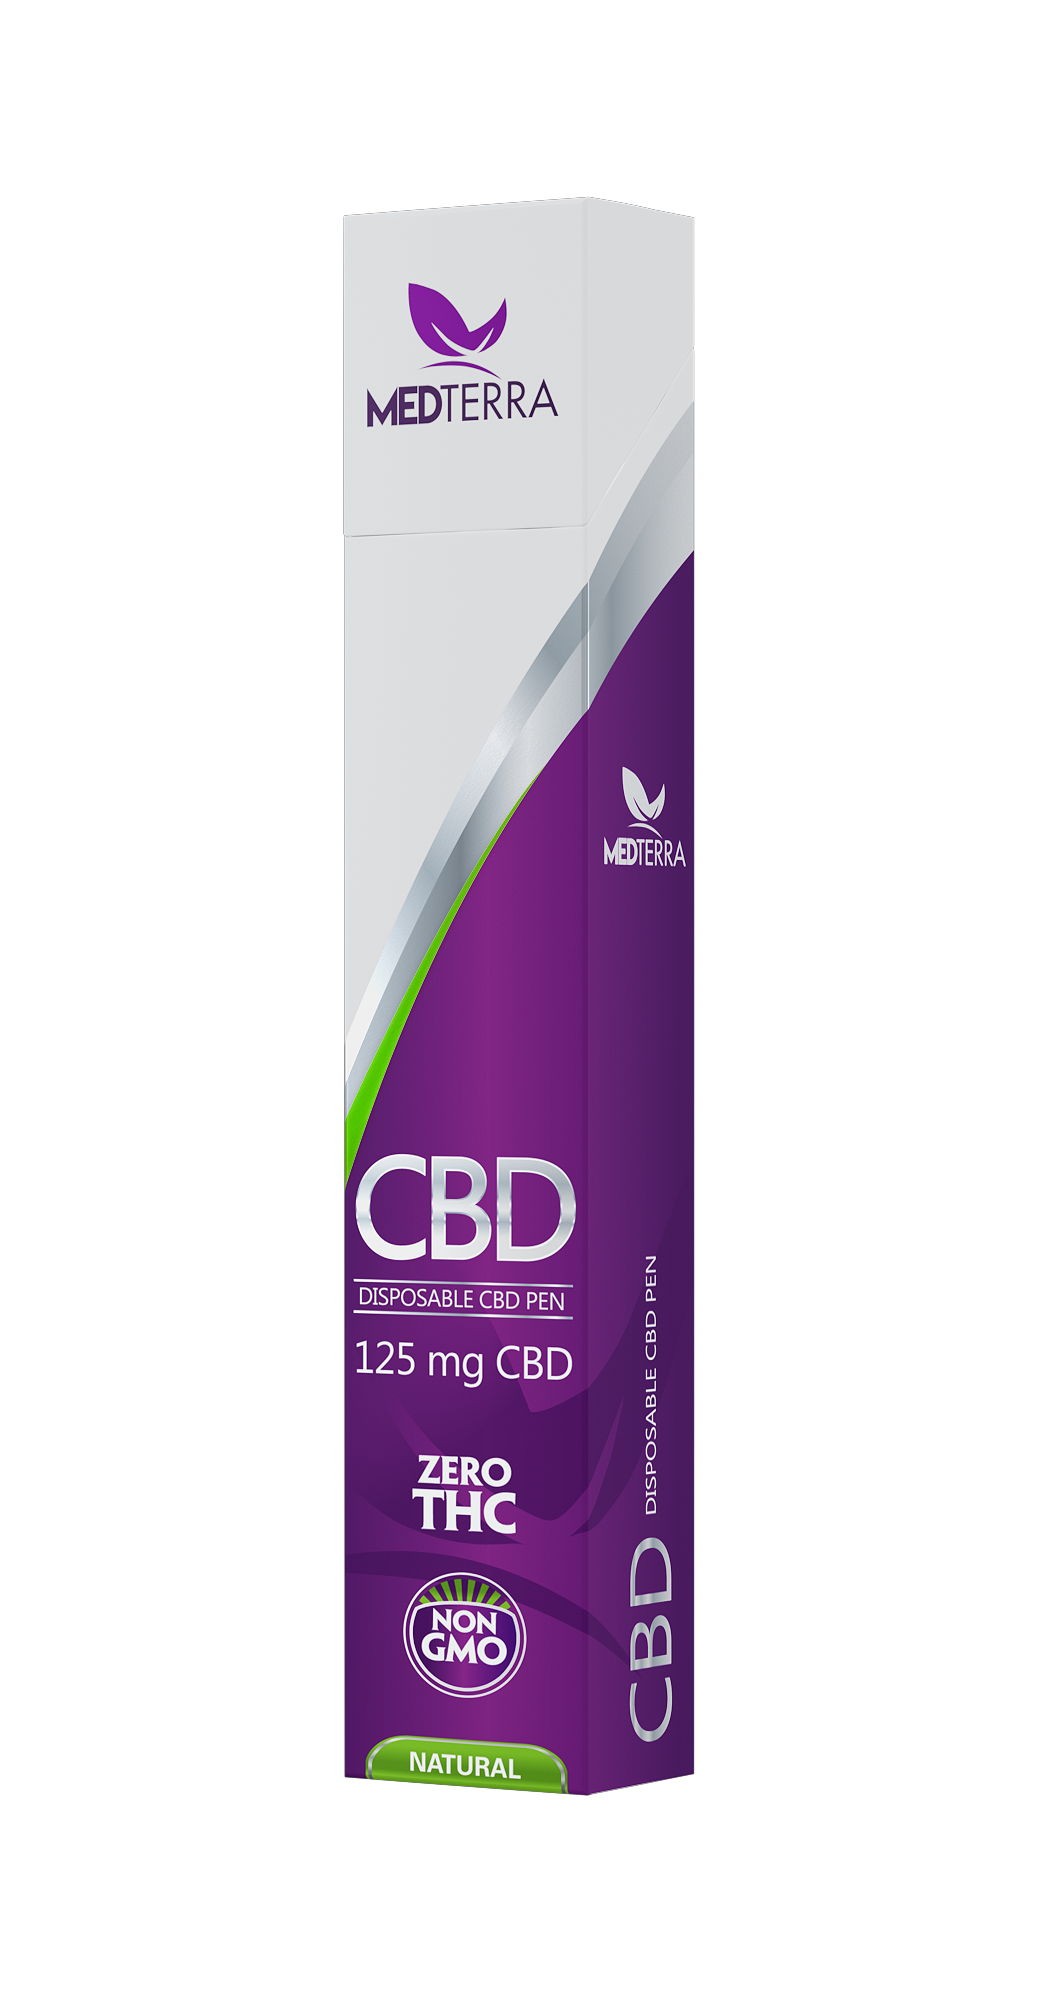 MEDTERRA
CBD
DISPOSABLE CBD PEN
125 mg CBD
ZERO
THC
NON
GMO
NATURAL
MEDTERRA
CBD DISPOSABLE CBD PEN